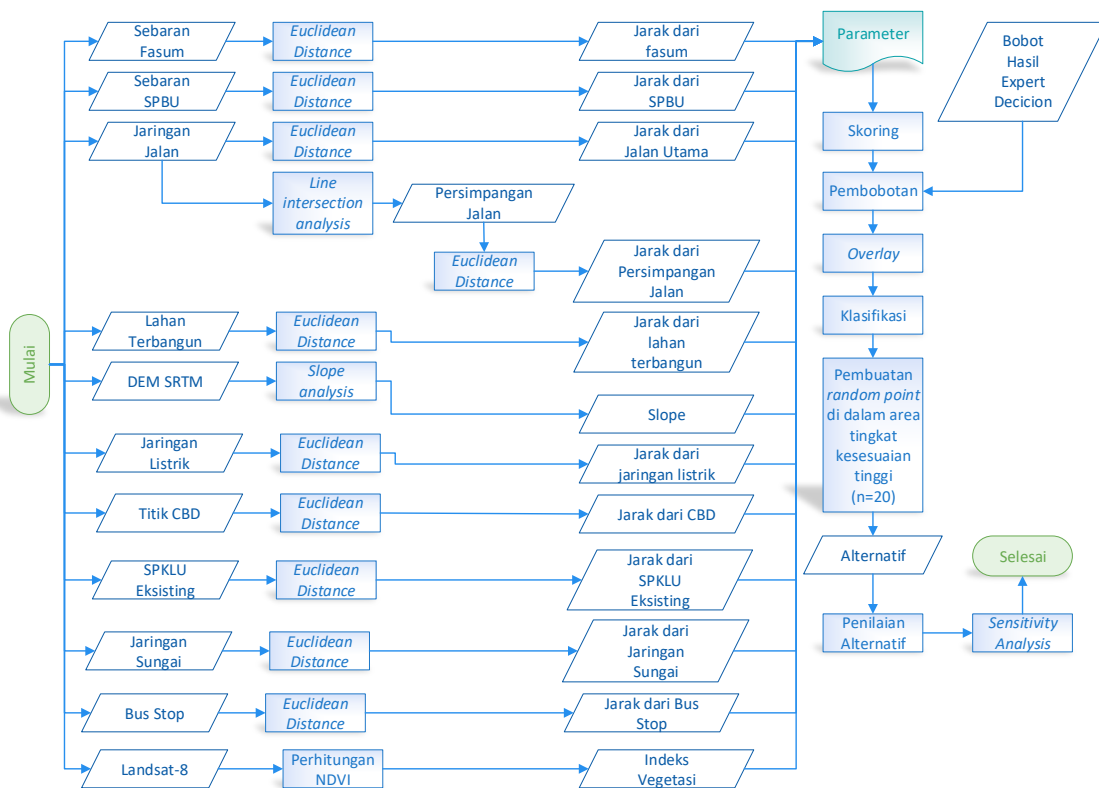 Sebaran
Fasum
Euclidean
Distance
Jarak dari
fasum
Parameter
Bobot
Hasil
Expert
Decicion
Sebaran
SPBU
Euclidean
Distance
Jarak dari
SPBU
Skoring
Jaringan
Jalan
Euclidean
Distance
Jarak dari
Jalan Utama
Line
intersection
analysis
Persimpangan
Jalan
Pembobotan
Euclidean
Distance
Jarak dari
Persimpangan
Jalan
Overlay
Klasifikasi
Mulai
Lahan
Terbangun
Euclidean
Distance
Jarak dari
lahan
terbangun
DEM SRTM
Slope
analysis
Slope
Pembuatan
random point
di dalam area
tingkat
kesesuaian
tinggi
(n=20)
Jaringan
Listrik
Euclidean
Distance
Jarak dari
jaringan listrik
Titik CBD
Euclidean
Distance
Jarak dari CBD
Alternatif
Selesai
SPKLU
Eksisting
Euclidean
Distance
Jarak dari
SPKLU
Eksisting
Penilaian
Alternatif
Sensitivity
Analysis
Jaringan
Sungai
Euclidean
Distance
Jarak dari
Jaringan
Sungai
Bus Stop
Euclidean
Distance
Jarak dari Bus
Stop
Landsat-8
Perhitungan
NDVI
Indeks
Vegetasi